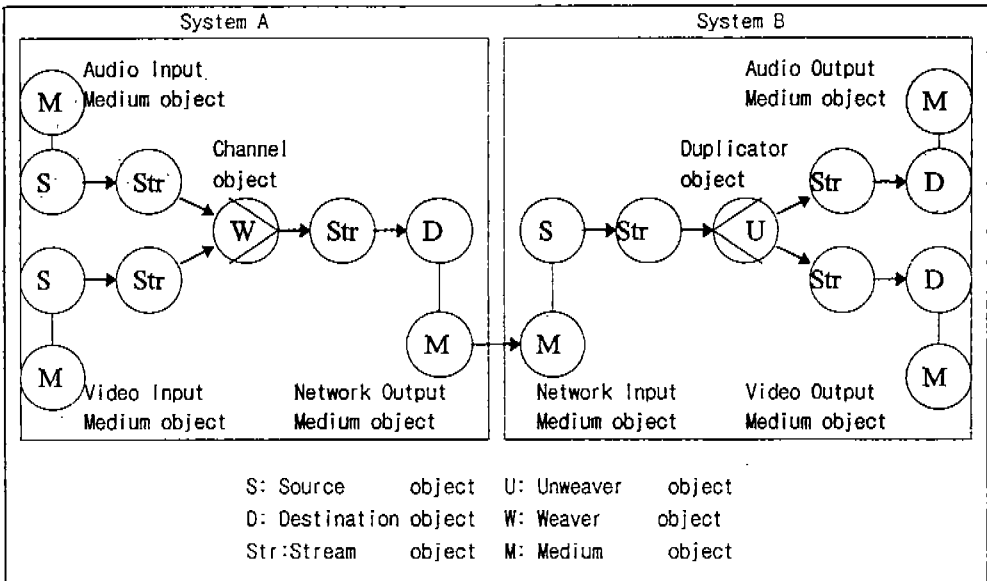 System A
System B
Audio Input
Medium object
M
Audio Output
Medium object
M
Channel
object
Duplicator
object
S
Str
W
Str
D
S
Str
U
Str
D
S
Str
Str
D
M
Video Input
Medium object
Network Output
Medium object
M
M
Network Input
Medium object
Video Output
Medium object
M
S: Source object U: Unweaver object
D: Destination object W: Weaver object
Str:Stream object M: Medium object